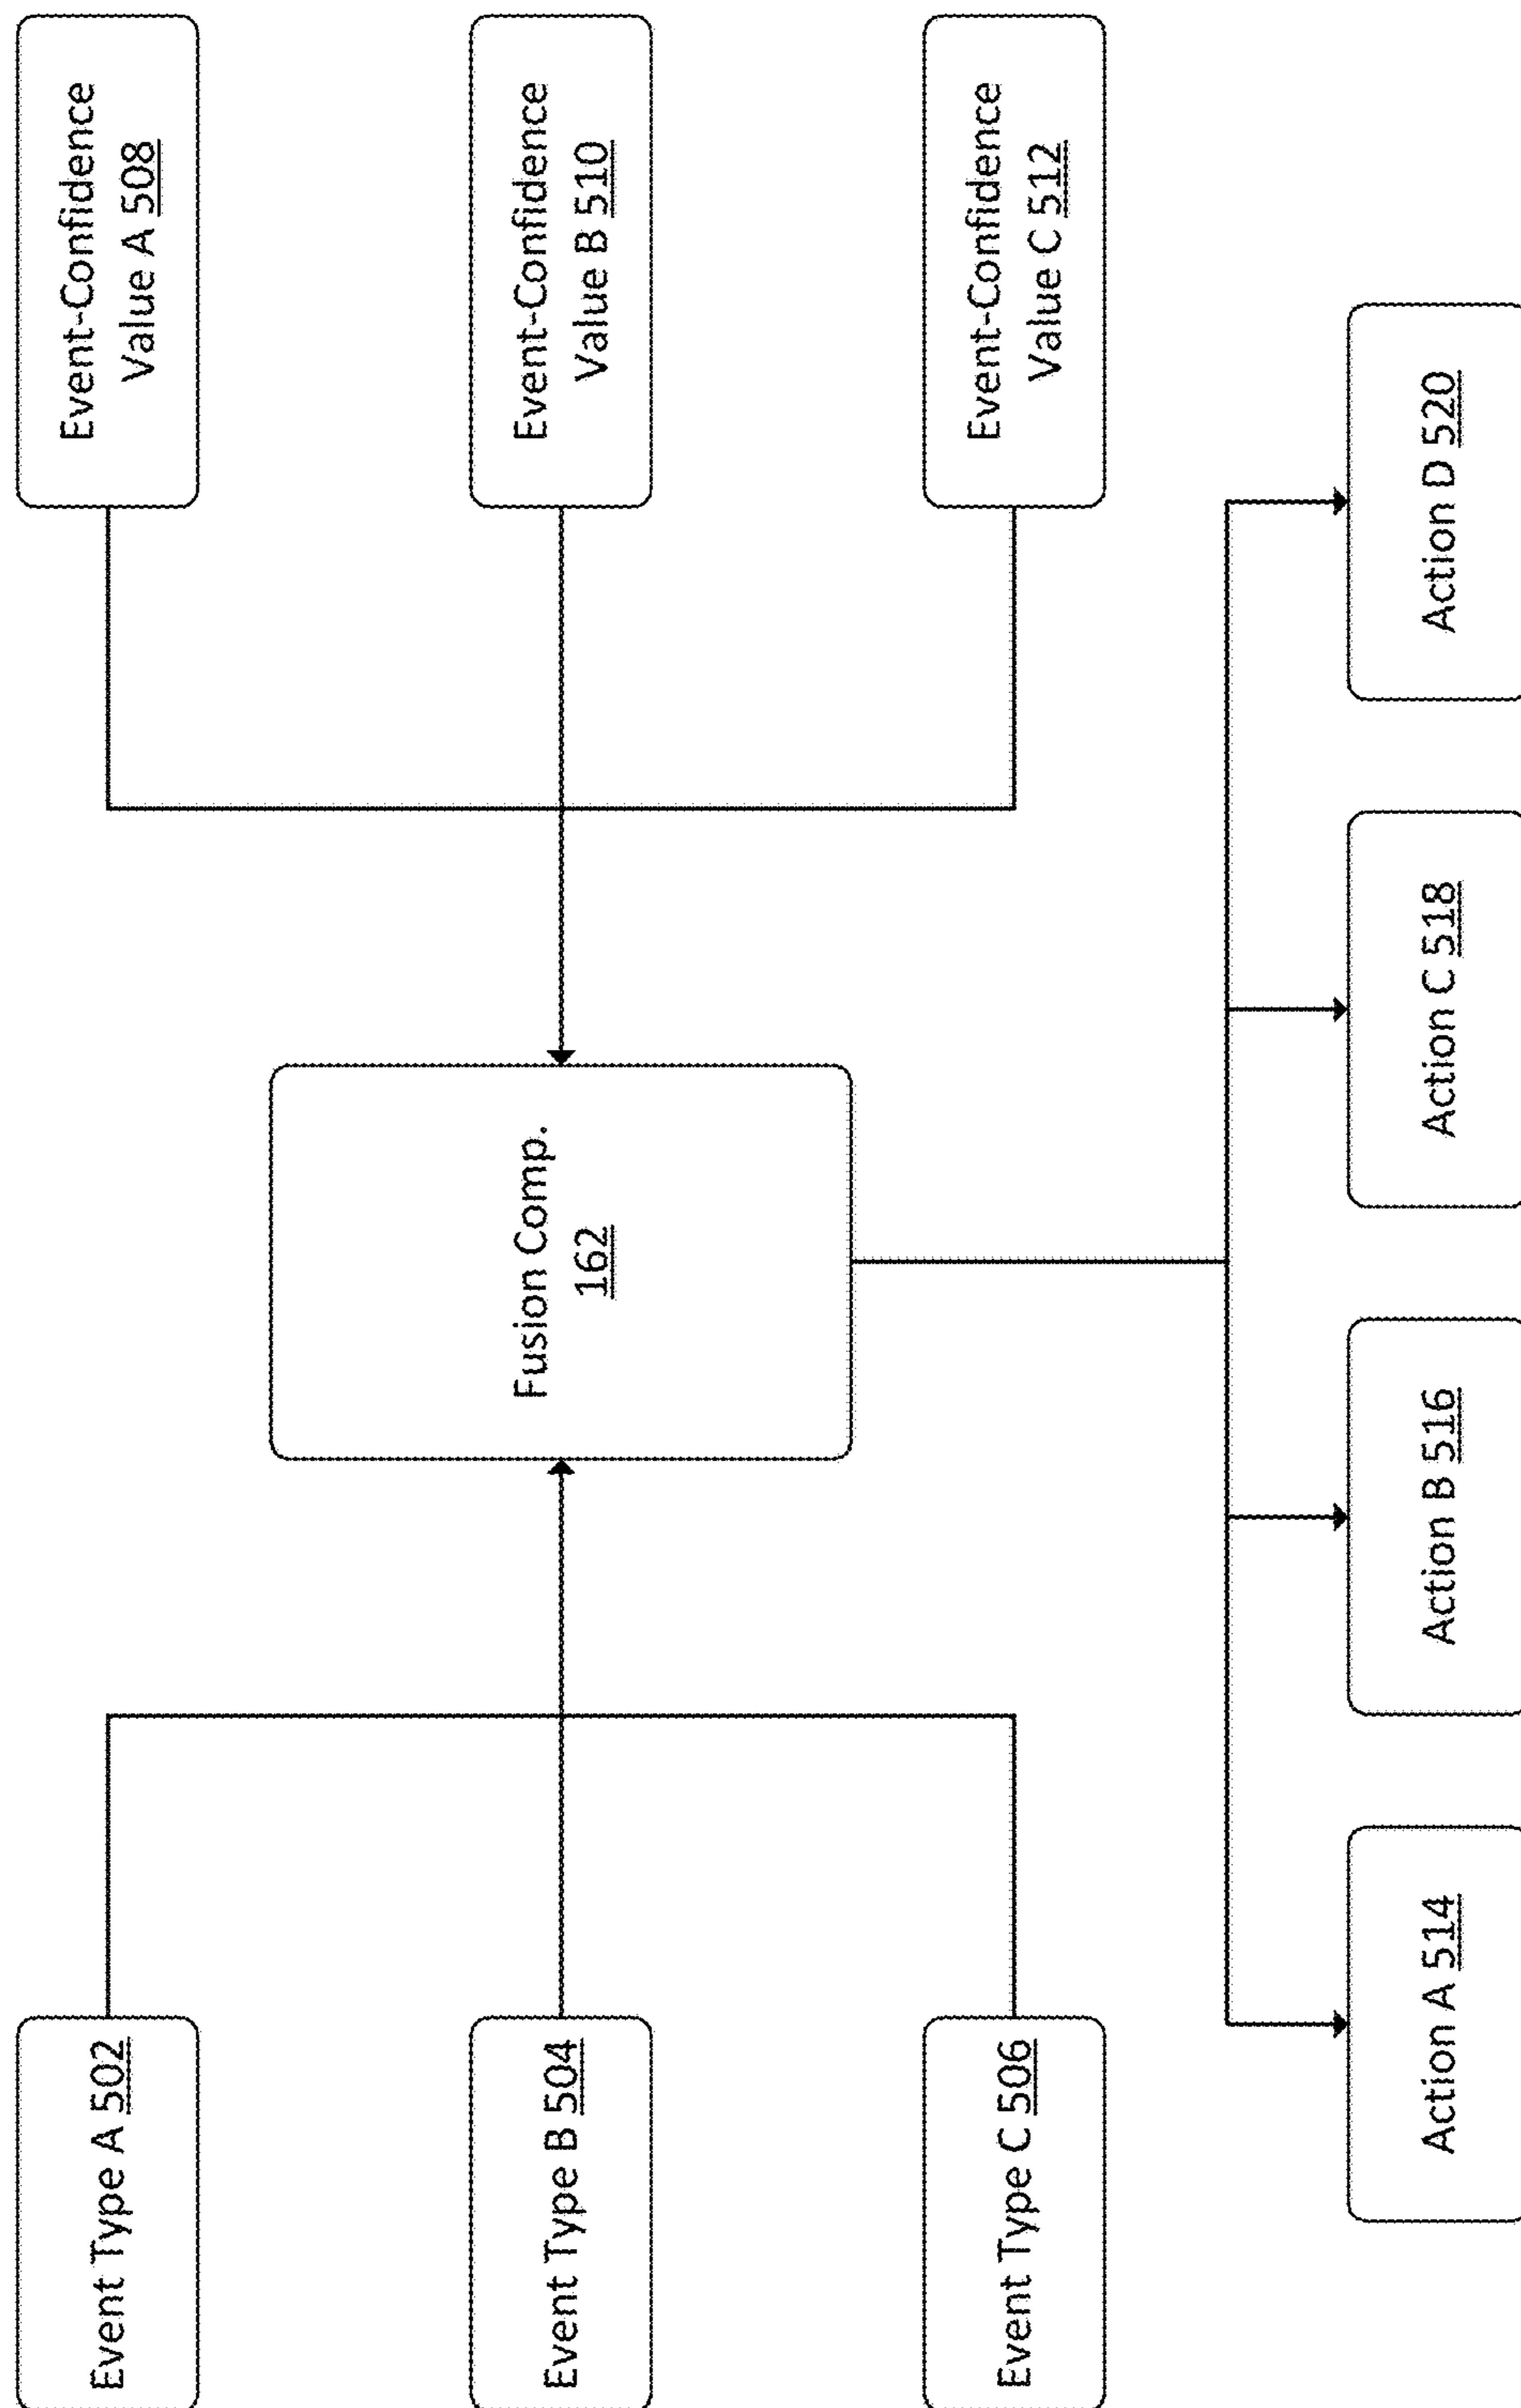 Event Type A 502
Event Type B 504
Event Type C 506
Fusion Comp.
162
Event-Confidence
Value A 508
Event-Confidence
Value B 510
Event-Confidence
Value C 512
Action A 514
Action B 516
Action C 518
Action D 520